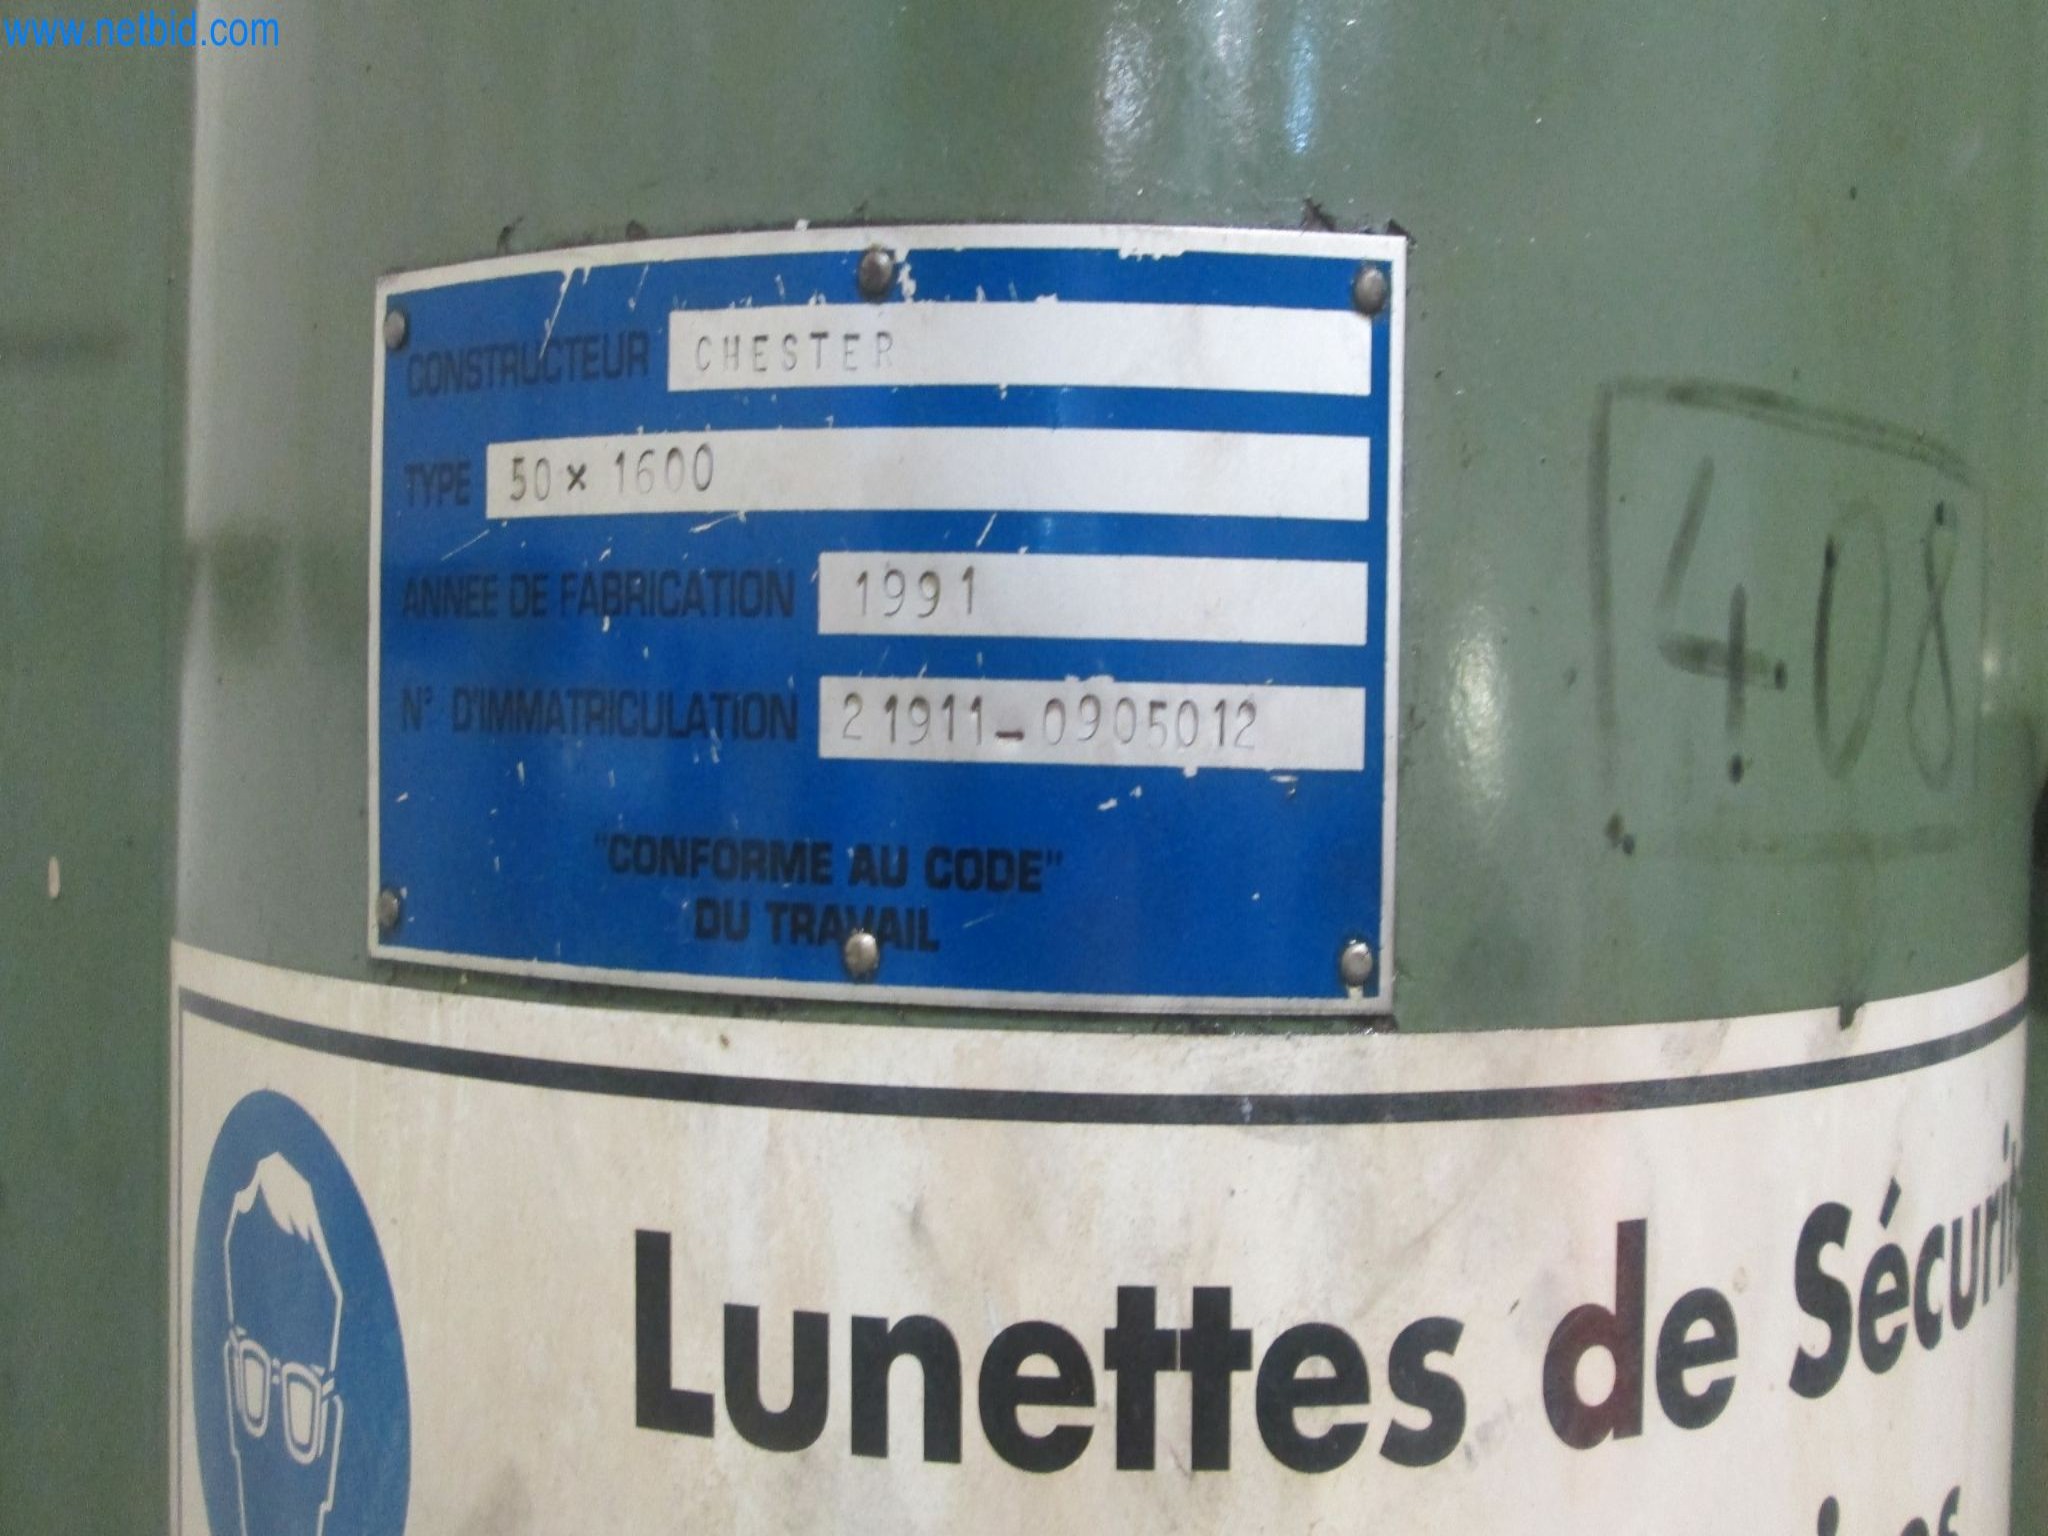 www.netbid.com
CONSTRUCTEUR CHESTER
TYPE 50 x 1600
ANNEE DE FABRICATION 1991
N° D'IMMATRICULATION 21911-0905012
"CONFORME AU CODE"
DU TRAVAIL
408
Lunettes de Sécurit